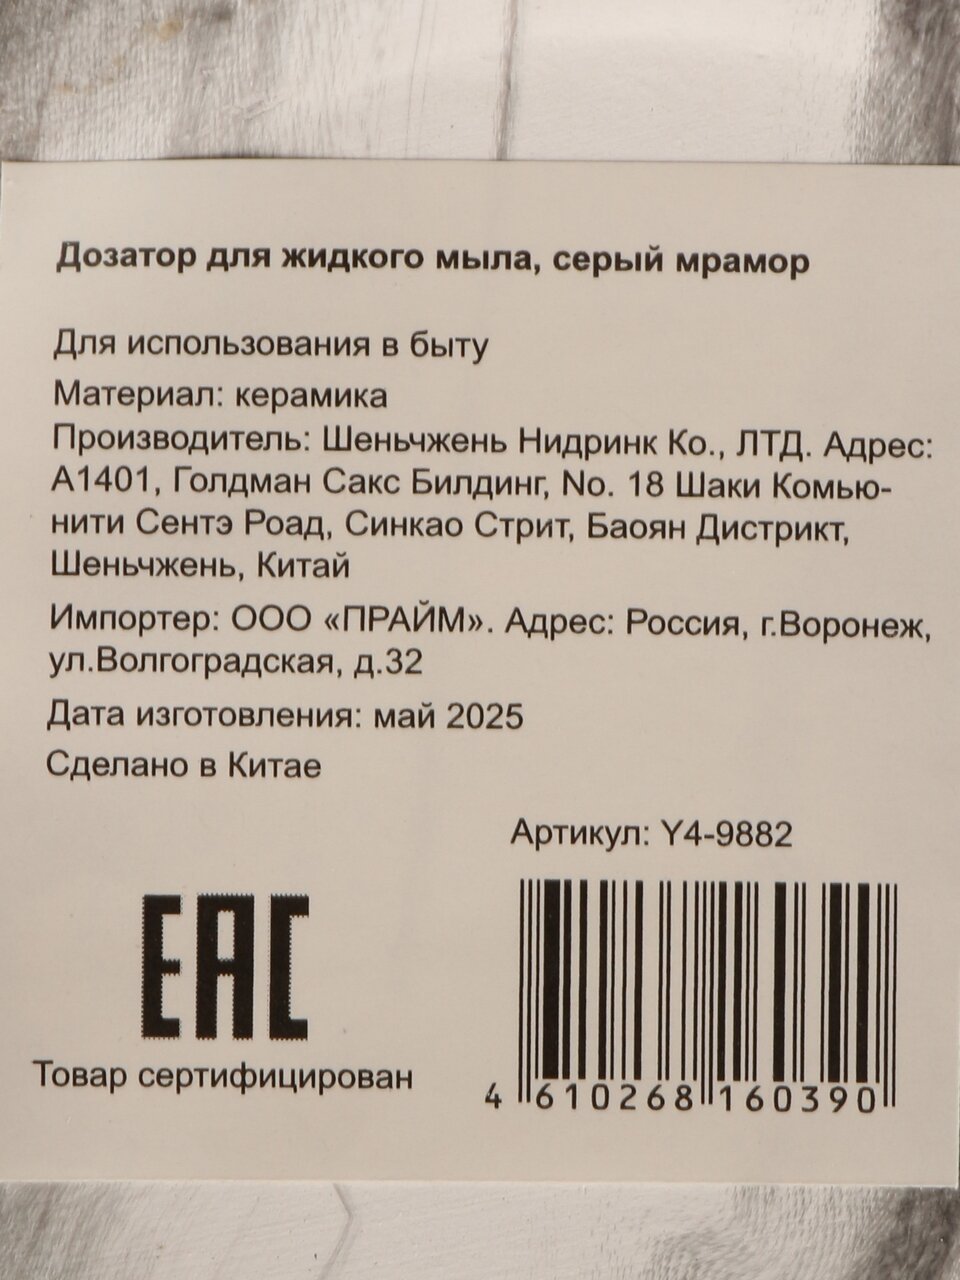 Дозатор для жидкого мыла, серый мрамор
Для использования в быту
Материал: керамика
Производитель: Шеньчжень Нидринк Ко., ЛТД. Адрес:
А1401, Голдман Сакс Билдинг, No. 18 Шаки Комью-
нити Сентэ Роад, Синкао Стрит, Баоян Дистрикт,
Шеньчжень, Китай
Импортер: ООО «ПРАЙМ». Адрес: Россия, г.Воронеж,
ул.Волгоградская, д.32
Дата изготовления: май 2025
Сделано в Китае
Артикул: Y4-9882
EAC
Товар сертифицирован
4 610268 160390